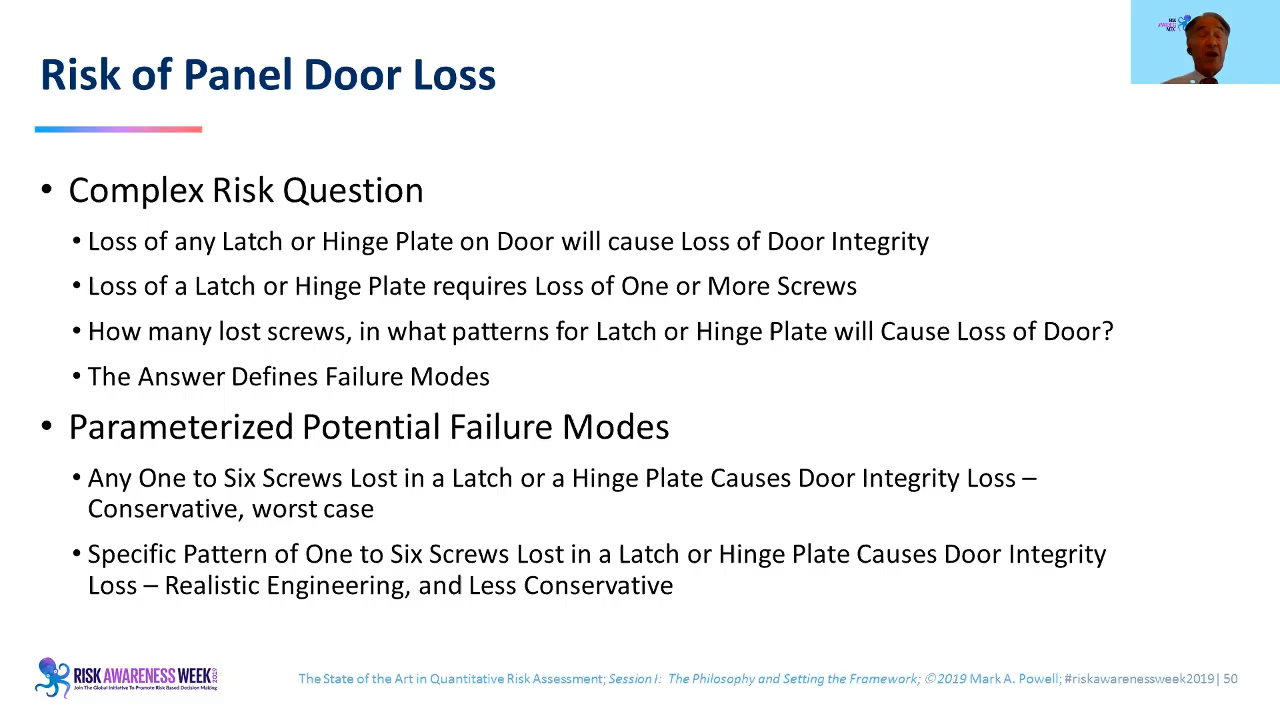 Risk of Panel Door Loss
• Complex Risk Question
• Loss of any Latch or Hinge Plate on Door will cause Loss of Door Integrity
• Loss of a Latch or Hinge Plate requires Loss of One or More Screws
• How many lost screws, in what patterns for Latch or Hinge Plate will Cause Loss of Door?
• The Answer Defines Failure Modes
• Parameterized Potential Failure Modes
• Any One to Six Screws Lost in a Latch or a Hinge Plate Causes Door Integrity Loss –
Conservative, worst case
• Specific Pattern of One to Six Screws Lost in a Latch or Hinge Plate Causes Door Integrity
Loss – Realistic Engineering, and Less Conservative
RISK AWARENESS WEEK 2019
Join The Global Initiative To Promote Risk Based Decision Making
The State of the Art in Quantitative Risk Assessment; Session I: The Philosophy and Setting the Framework; ©2019 Mark A. Powell; #riskawarenessweek2019| 50